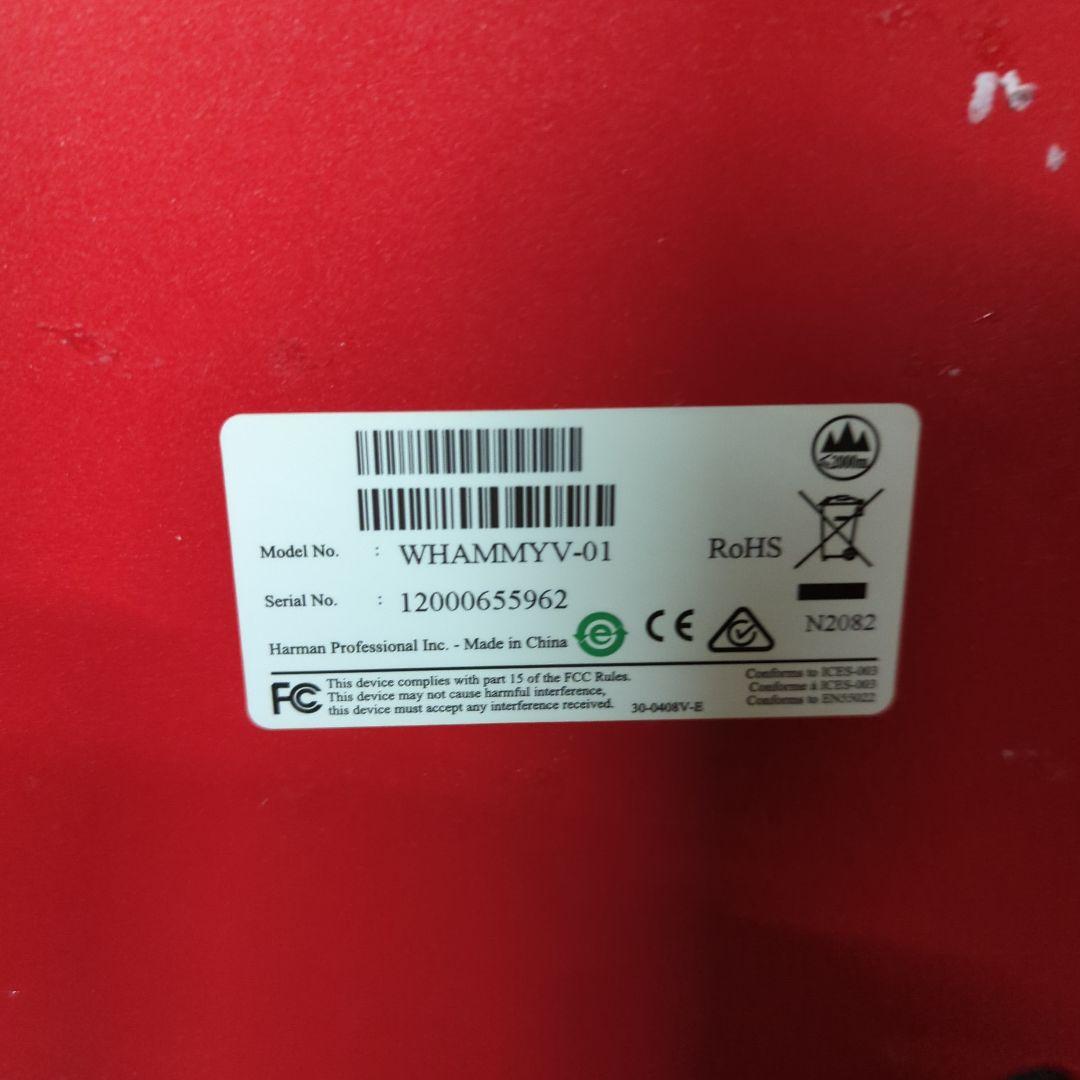 ≤2000m
Model No. : WHAMMYV-01
RoHS
Serial No. : 12000655962
N2082
Harman Professional Inc. - Made in China
e
CE
FC
This device complies with part 15 of the FCC Rules.
This device may not cause harmful interference,
this device must accept any interference received.
30-0408V-E
Conforms to ICES-003
Conforme à ICES-003
Conforms to EN55022